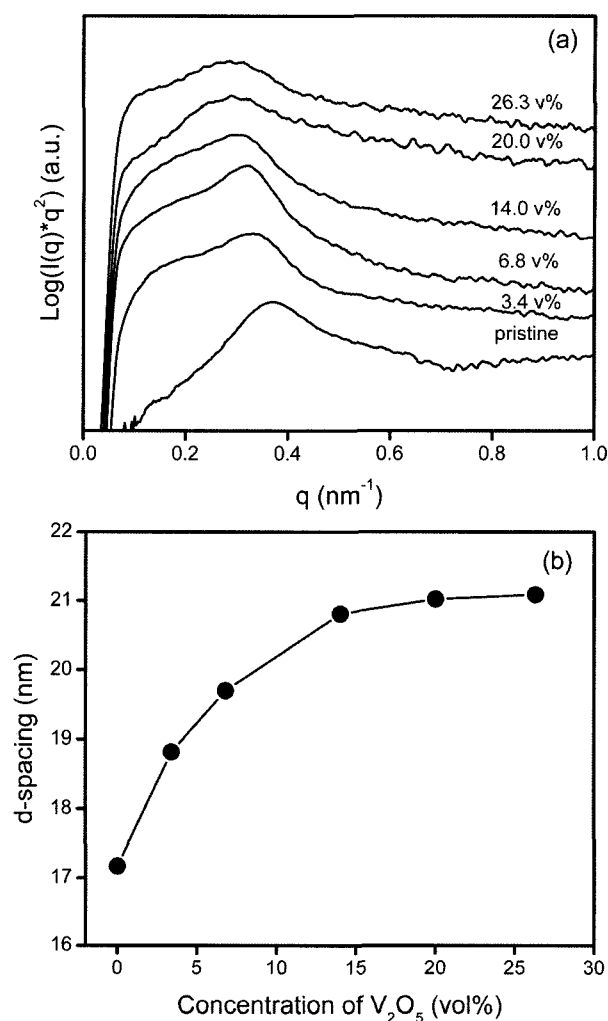 (a)
26.3 v%
20.0 v%
14.0 v%
6.8 v%
3.4 v%
pristine
Log(I(q)*q²) (a.u.)
0.0 0.2 0.4 0.6 0.8 1.0
q (nm⁻¹)
(b)
22
21
20
19
18
17
16
d-spacing (nm)
0 5 10 15 20 25 30
Concentration of V₂O₅ (vol%)